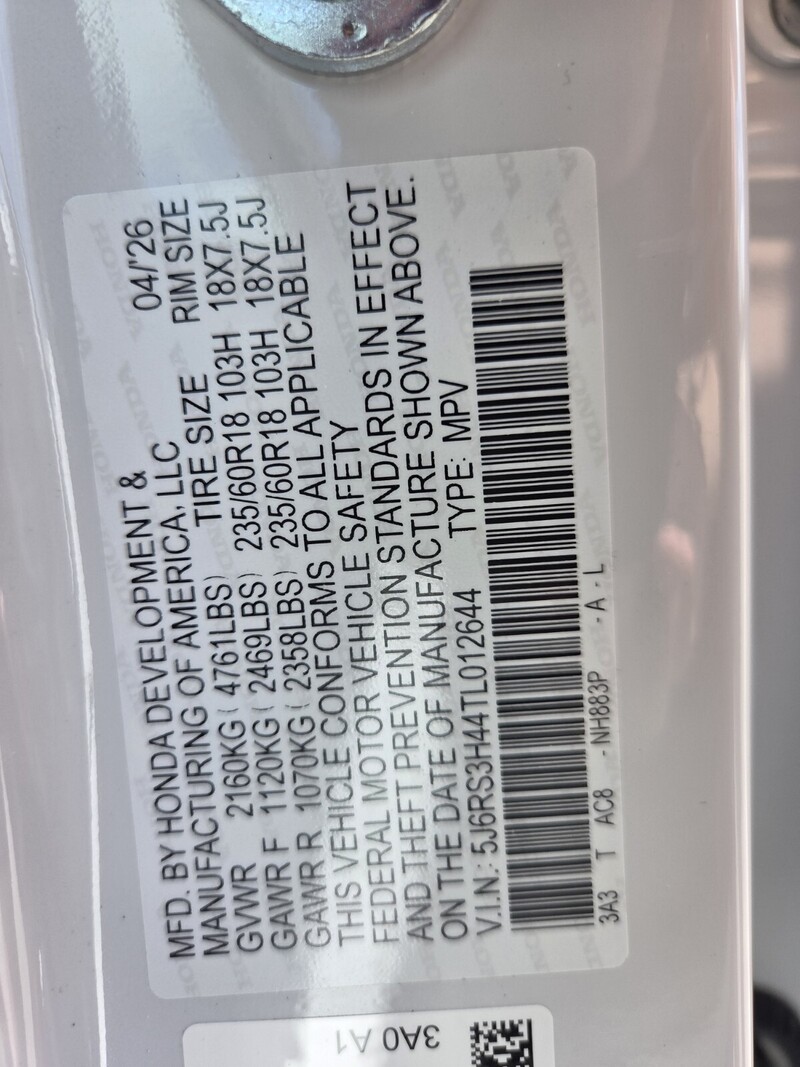 MFD. BY HONDA DEVELOPMENT &
MANUFACTURING OF AMERICA, LLC 04/'26
GVWR 2160KG ( 4761LBS) TIRE SIZE RIM SIZE
GAWR F 1120KG ( 2469LBS) 235/60R18 103H 18X7.5J
GAWR R 1070KG ( 2358LBS) 235/60R18 103H 18X7.5J
THIS VEHICLE CONFORMS TO ALL APPLICABLE
FEDERAL MOTOR VEHICLE SAFETY
AND THEFT PREVENTION STANDARDS IN EFFECT
ON THE DATE OF MANUFACTURE SHOWN ABOVE.
V.I.N.: 5J6RS3H44TL012644 TYPE: MPV
3A3 T AC8 - NH883P - A - L
3A0 A1
HONDA